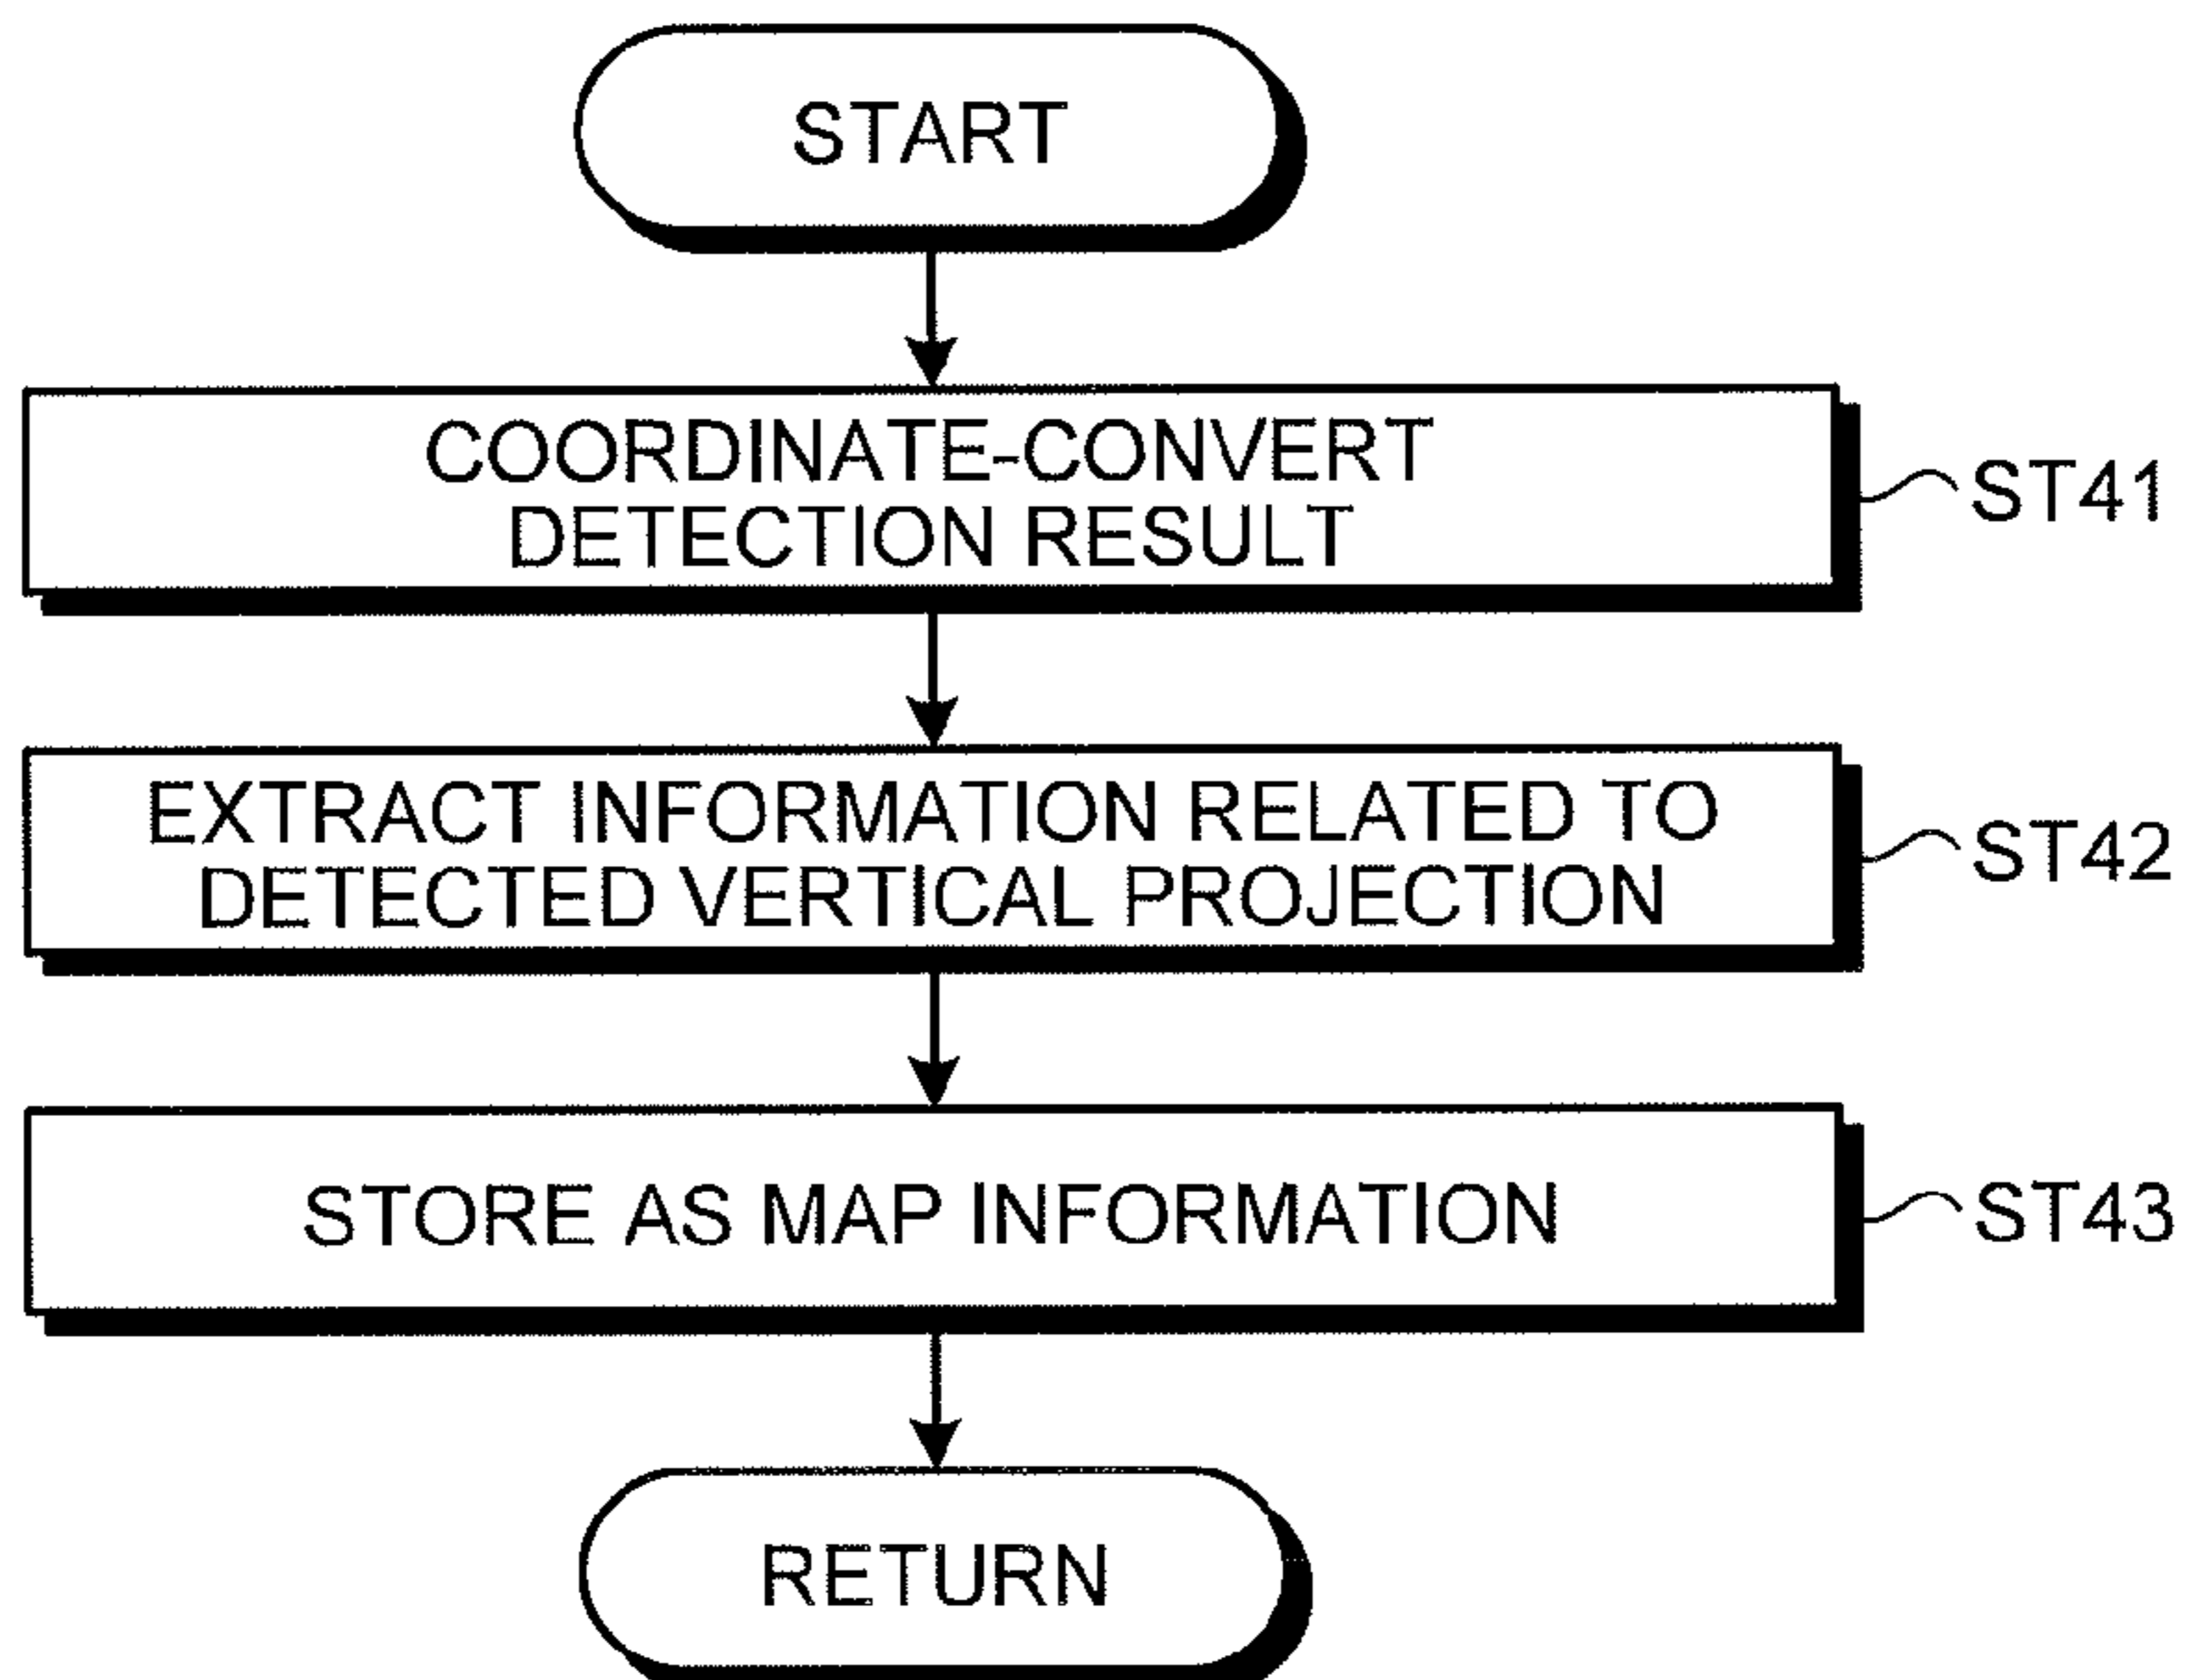 START
COORDINATE-CONVERT
DETECTION RESULT
ST41
EXTRACT INFORMATION RELATED TO
DETECTED VERTICAL PROJECTION
ST42
STORE AS MAP INFORMATION
ST43
RETURN